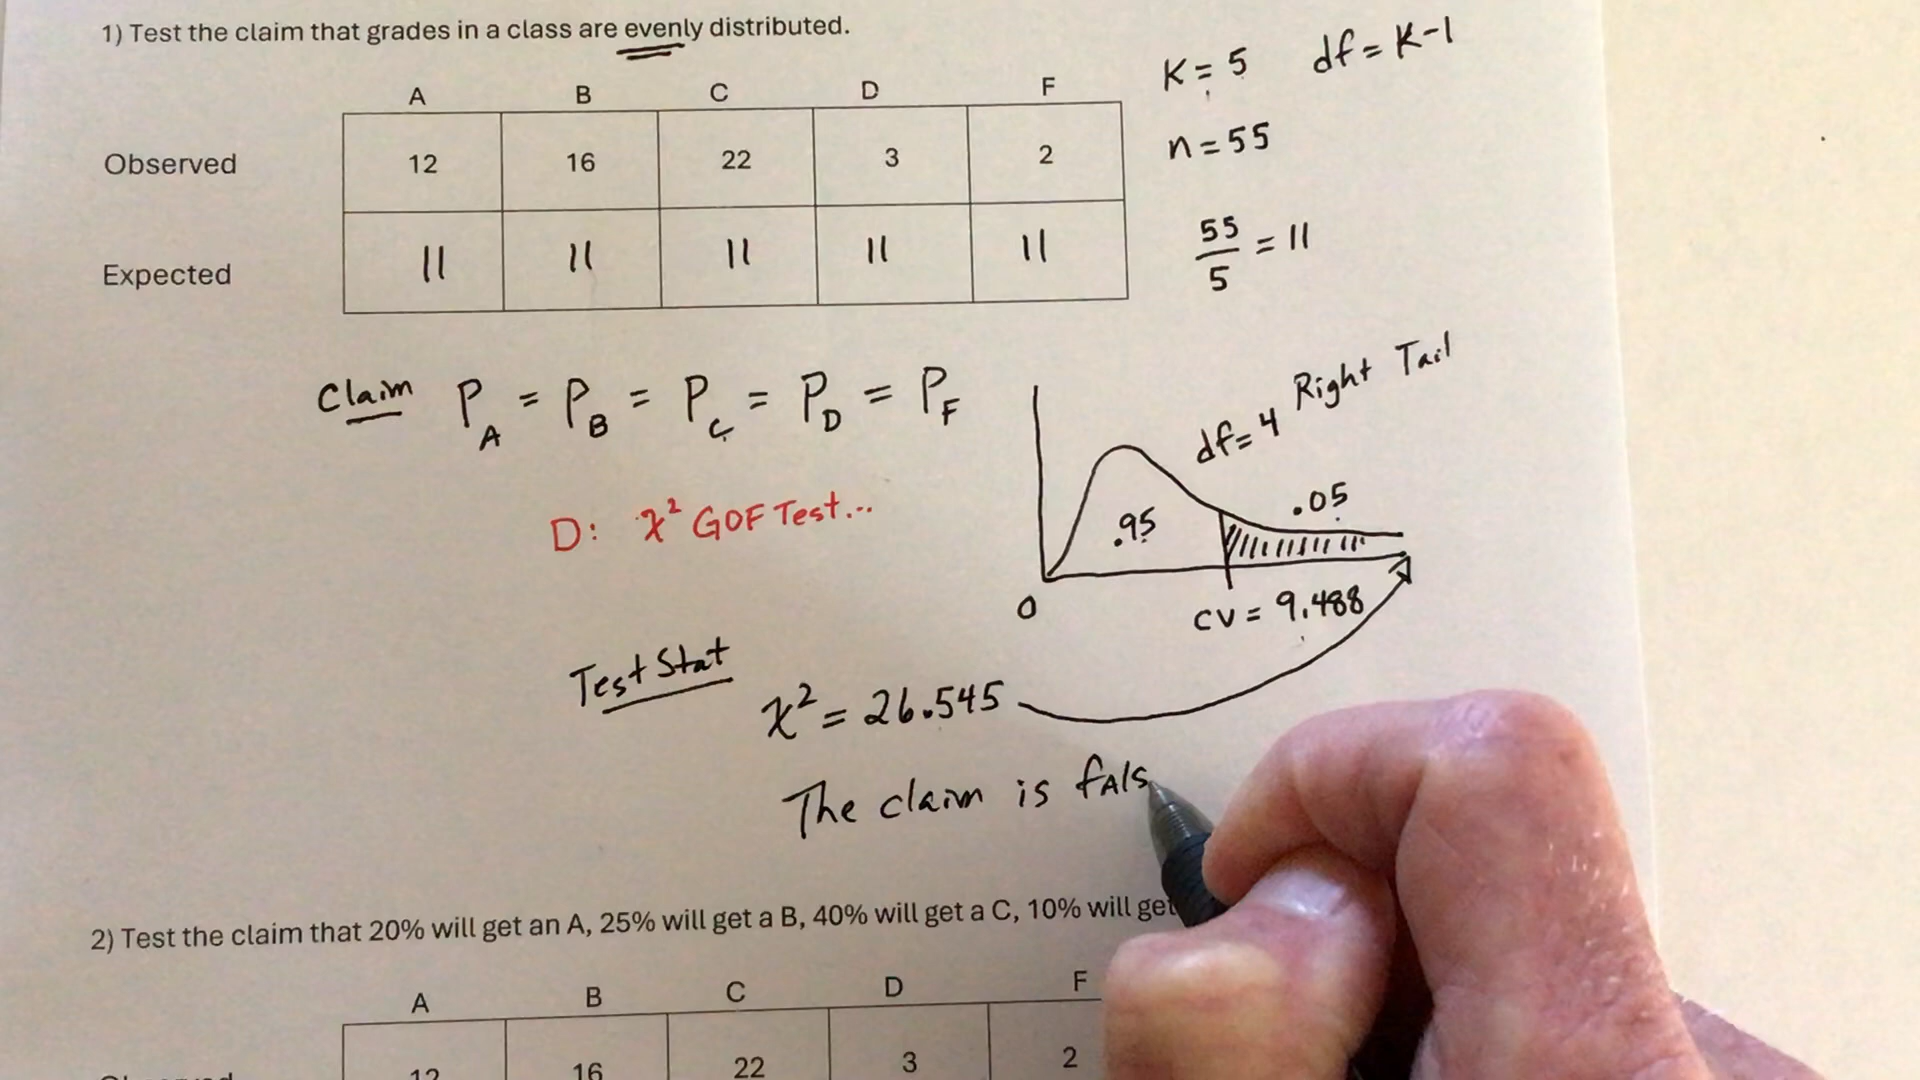 1) Test the claim that grades in a class are evenly distributed.
K = 5 df = K-1
A B C D F
Observed 12 16 22 3 2
n = 55
Expected 11 11 11 11 11
55/5 = 11
Claim P_A = P_B = P_C = P_D = P_F
df = 4 Right Tail
D: χ² GOF Test...
.95 .05
0 CV = 9.488
Test Stat
χ² = 26.545
The claim is fAls
2) Test the claim that 20% will get an A, 25% will get a B, 40% will get a C, 10% will get
A B C D F
12 16 22 3 2